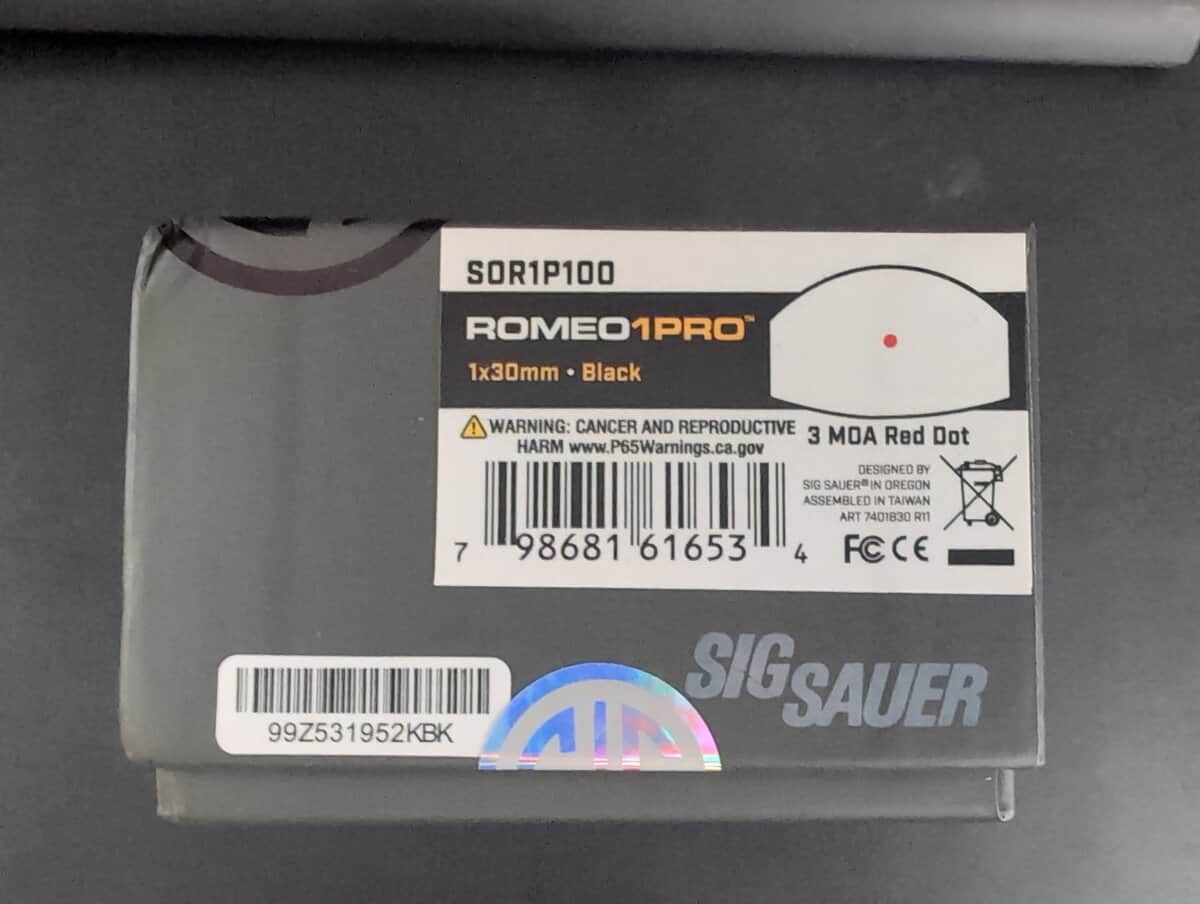 SOR1P100
ROMEO1PRO™
1x30mm • Black
WARNING: CANCER AND REPRODUCTIVE
HARM www.P65Warnings.ca.gov
3 MOA Red Dot
DESIGNED BY
SIG SAUER® IN OREGON
ASSEMBLED IN TAIWAN
ART 7401830 R11
7 98681 61653 4
FC CE
SIG SAUER
99Z531952KBK